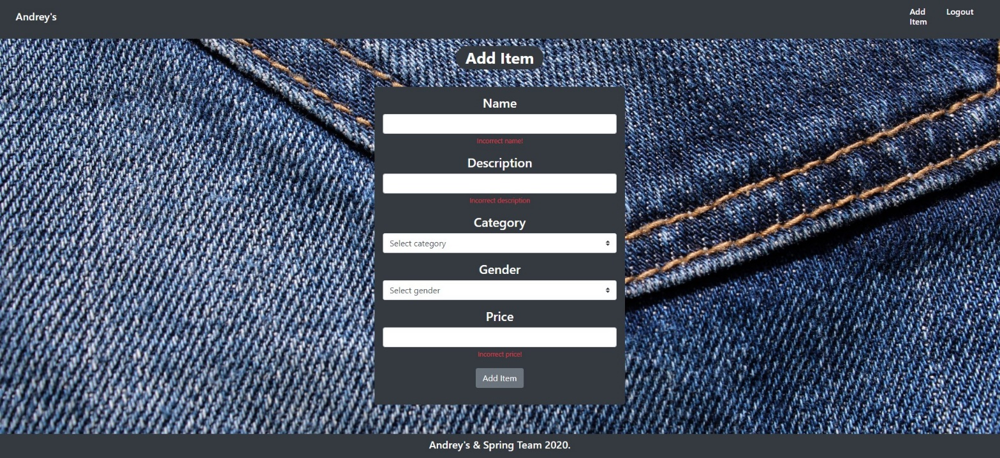 Andrey's
Add
Item
Logout
Add Item
Name
Incorrect name!
Description
Incorrect description
Category
Select category
Gender
Select gender
Price
Incorrect price!
Add Item
Andrey's & Spring Team 2020.